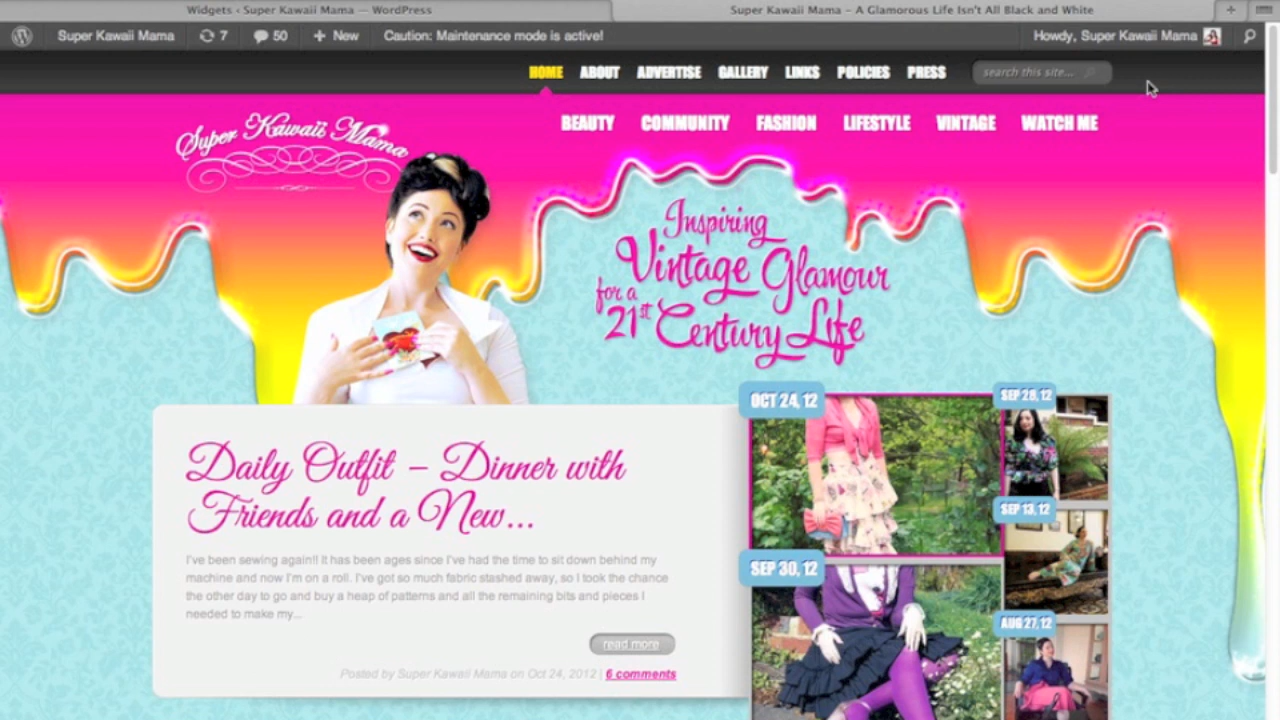 Widgets ‹ Super Kawaii Mama — WordPress
Super Kawaii Mama – A Glamorous Life Isn't All Black and White
Super Kawaii Mama 7 50 New Caution: Maintenance mode is active!
Howdy, Super Kawaii Mama
HOME ABOUT ADVERTISE GALLERY LINKS POLICIES PRESS
search this site...
BEAUTY COMMUNITY FASHION LIFESTYLE VINTAGE WATCH ME
Super Kawaii Mama
Inspiring
Vintage Glamour
for a
21st Century Life
Daily Outfit – Dinner with
Friends and a New...
I've been sewing again!! It has been ages since I've had the time to sit down behind my
machine and now I'm on a roll. I've got so much fabric stashed away, so I took the chance
the other day to go and buy a heap of patterns and all the remaining bits and pieces I
needed to make my...
read more
Posted by Super Kawaii Mama on Oct 24, 2012 | 6 comments
OCT 24, 12
SEP 30, 12
SEP 28, 12
SEP 13, 12
AUG 27, 12